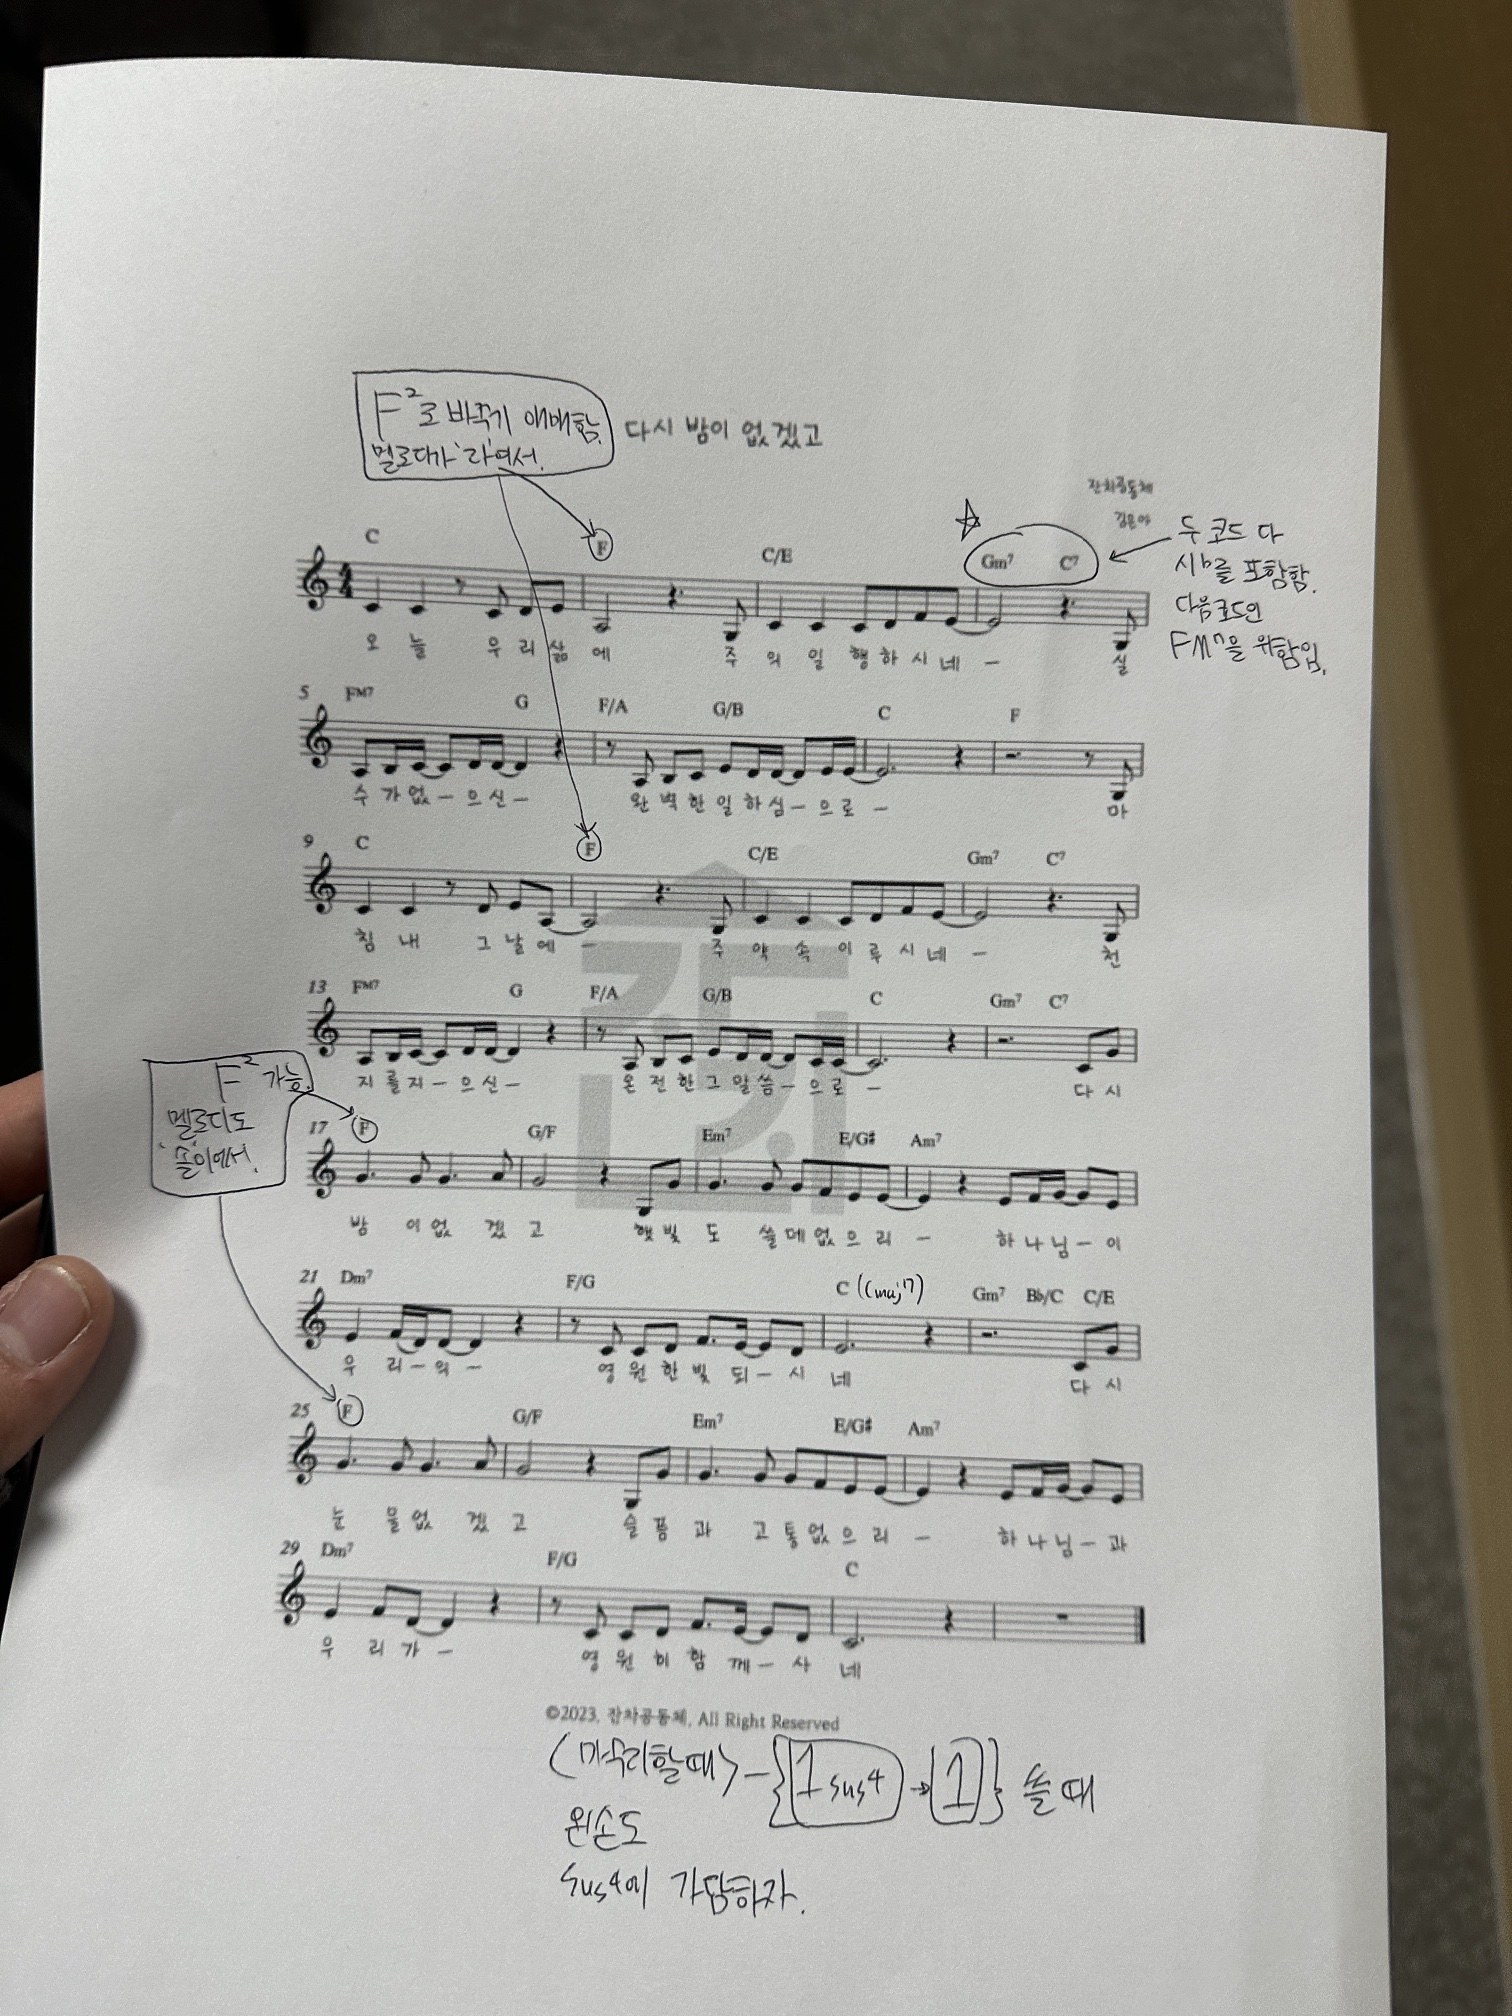 F²로 바꾸기 애매함.
멜로디가 '라'여서.
다시 밤이 없겠고
잔치공동체
김윤아
두 코드 다
시b를 포함함.
다음코드인
FM7을 위함임.
C F C/E Gm7 C7
오 늘 우 리 삶 에 주 의 일 행 하 시 네 - 실
5 FM7 G F/A G/B C F
수 가 없 - 으 신 - 완 벽 한 일 하 심 - 으 로 - 마
9 C F C/E Gm7 C7
침 내 그 날 에 - 주 약 속 이 루 시 네 - 천
13 FM7 G F/A G/B C Gm7 C7
지 를 지 - 으 신 - 온 전 한 그 말 씀 - 으 로 - 다 시
F² 가능.
멜로디도
'솔'이여서.
17 F G/F Em7 E/G# Am7
밤 이 없 겠 고 햇 빛 도 쓸 데 없 으 리 - 하 나 님 - 이
21 Dm7 F/G C (Cmaj7) Gm7 Bb/C C/E
우 리 - 의 - 영 원 한 빛 되 - 시 네 다 시
25 F G/F Em7 E/G# Am7
눈 물 없 겠 고 슬 픔 과 고 통 없 으 리 - 하 나 님 - 과
29 Dm7 F/G C
우 리 가 - 영 원 히 함 께 - 사 네
©2023. 잔치공동체, All Right Reserved
(마무리할때) - {1sus4 → 1} 쓸 때
왼손도
sus4에 가담하자.